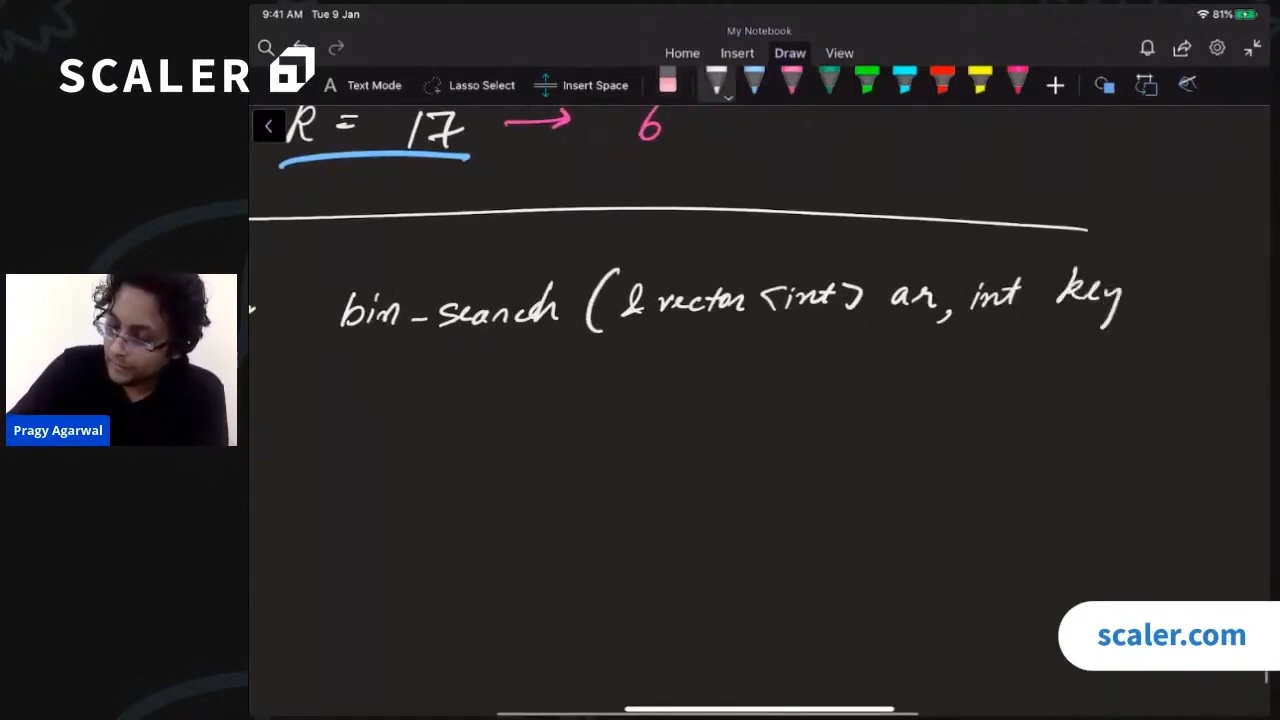 9:41 AM Tue 9 Jan
81%
My Notebook
Home Insert Draw View
SCALER
Text Mode Lasso Select Insert Space
R = 17 → 6
bin_search (& vector <int> ar, int key
Pragy Agarwal
scaler.com